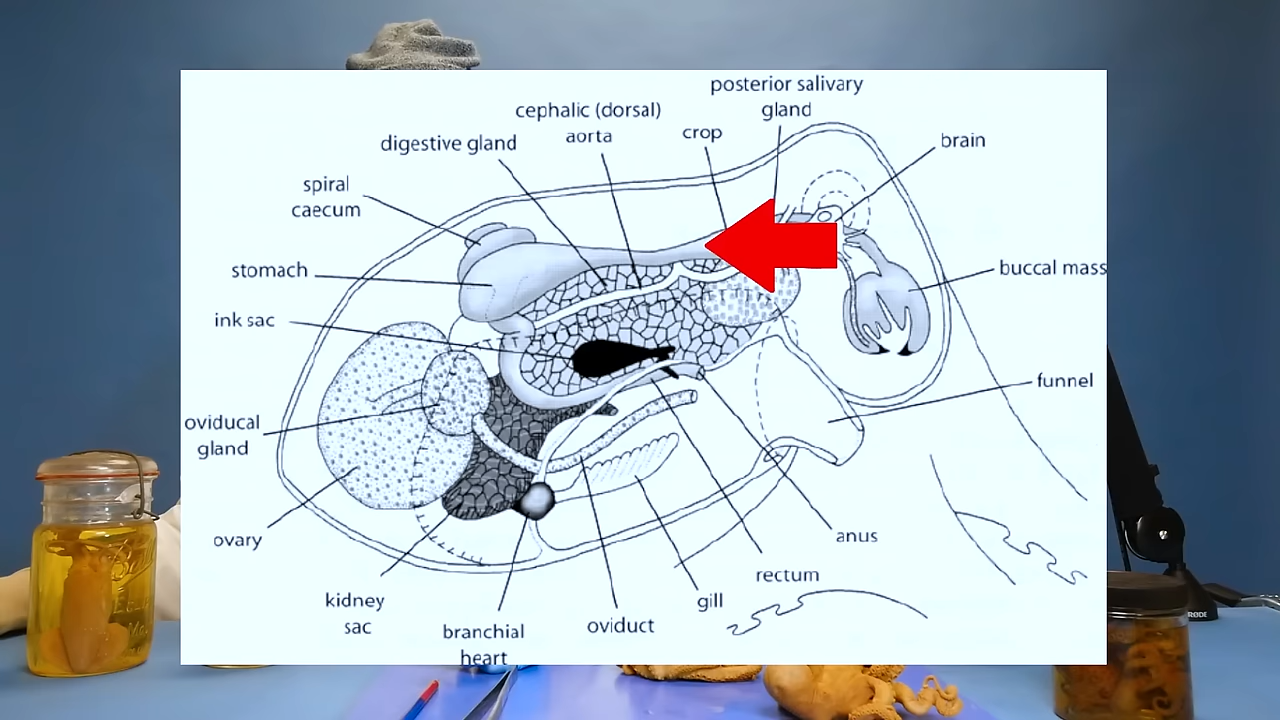 posterior salivary
gland
cephalic (dorsal)
aorta
crop
digestive gland
brain
spiral
caecum
stomach
buccal mass
ink sac
funnel
oviducal
gland
ovary
anus
rectum
kidney
sac
gill
oviduct
branchial
heart
RØDE